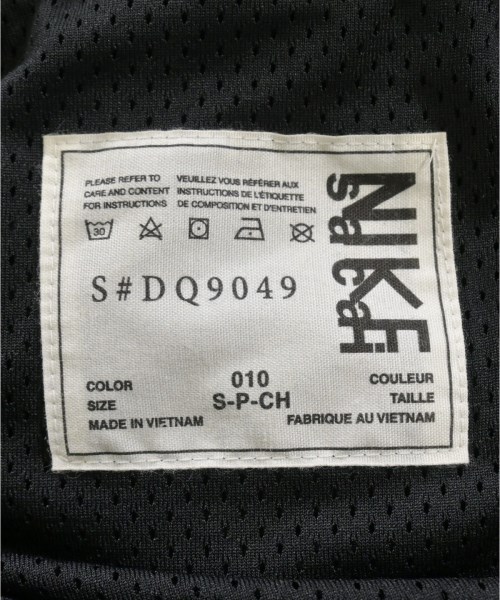 PLEASE REFER TO
CARE AND CONTENT
FOR INSTRUCTIONS
VEUILLEZ VOUS RÉFÉRER AUX
INSTRUCTIONS DE L'ÉTIQUETTE
DE COMPOSITION ET D'ENTRETIEN
30
NIKE
sacai
S#DQ9049
COLOR 010 COULEUR
SIZE S-P-CH TAILLE
MADE IN VIETNAM FABRIQUE AU VIETNAM